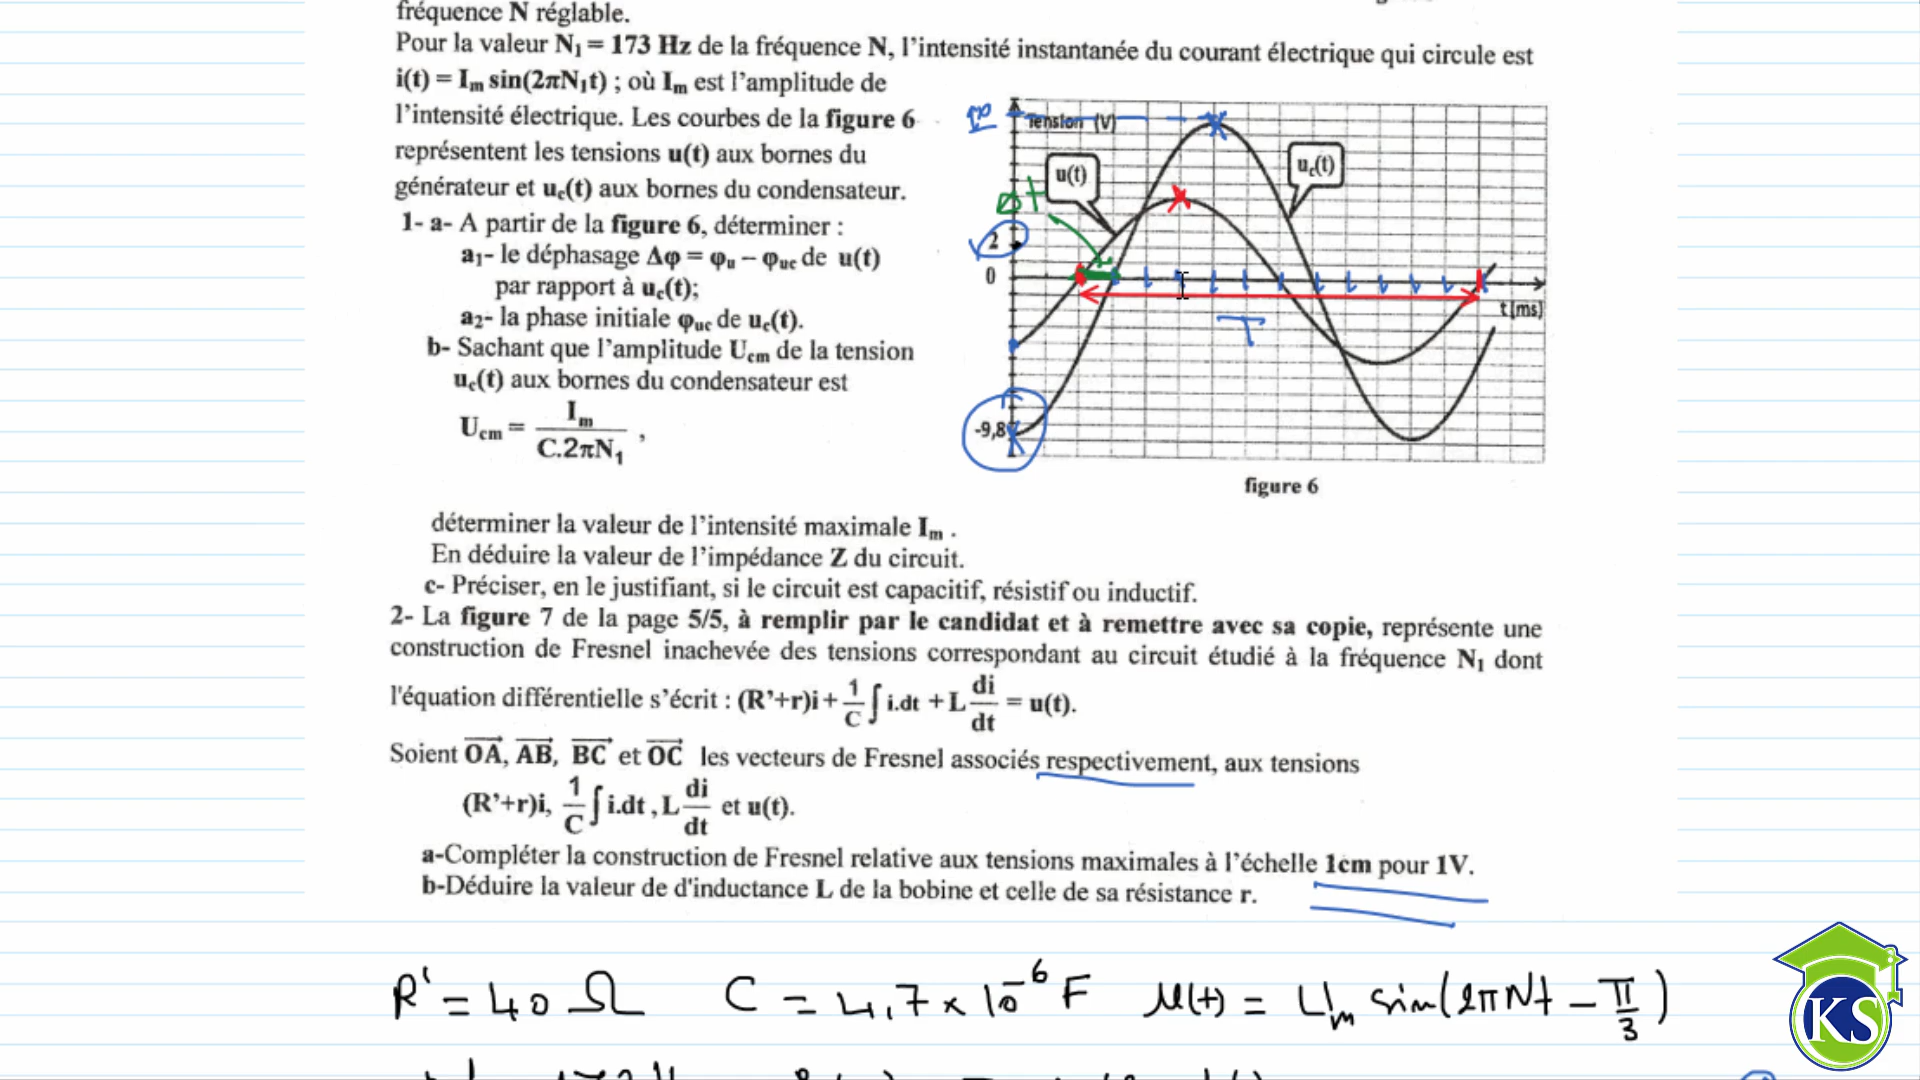 fréquence N réglable.
Pour la valeur N₁ = 173 Hz de la fréquence N, l'intensité instantanée du courant électrique qui circule est
i(t) = Iₘ sin(2πN₁t) ; où Iₘ est l'amplitude de
l'intensité électrique. Les courbes de la figure 6
représentent les tensions u(t) aux bornes du
générateur et u_c(t) aux bornes du condensateur.
1- a- A partir de la figure 6, déterminer :
a₁- le déphasage Δφ = φ_u – φ_uc de u(t)
par rapport à u_c(t);
a₂- la phase initiale φ_uc de u_c(t).
b- Sachant que l'amplitude U_cm de la tension
u_c(t) aux bornes du condensateur est
U_cm = Iₘ / C.2πN₁ ,
Tension (V)
u(t)
u_c(t)
Δt
2
0
T
t(ms)
-9,8
figure 6
déterminer la valeur de l'intensité maximale Iₘ .
En déduire la valeur de l'impédance Z du circuit.
c- Préciser, en le justifiant, si le circuit est capacitif, résistif ou inductif.
2- La figure 7 de la page 5/5, à remplir par le candidat et à remettre avec sa copie, représente une
construction de Fresnel inachevée des tensions correspondant au circuit étudié à la fréquence N₁ dont
l'équation différentielle s'écrit : (R'+r)i + 1/C ∫ i.dt + L di/dt = u(t).
Soient OA, AB, BC et OC les vecteurs de Fresnel associés respectivement, aux tensions
(R'+r)i, 1/C ∫ i.dt , L di/dt et u(t).
a-Compléter la construction de Fresnel relative aux tensions maximales à l'échelle 1cm pour 1V.
b-Déduire la valeur de d'inductance L de la bobine et celle de sa résistance r.
R' = 40 Ω C = 4,7 × 10⁻⁶ F u(t) = Uₘ sin(2πNt – π/3)
KS